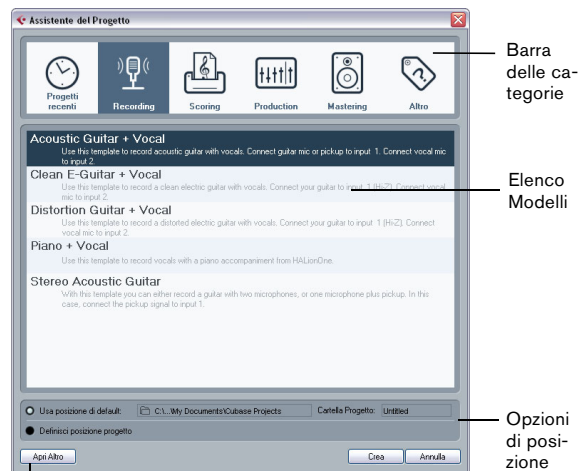 Assistente del Progetto
Progetti
recenti
Recording
Scoring
Production
Mastering
Altro
Barra
delle ca-
tegorie
Acoustic Guitar + Vocal
Use this template to record acoustic guitar with vocals. Connect guitar mic or pickup to input 1. Connect vocal mic
to input 2.
Clean E-Guitar + Vocal
Use this template to record a clean electric guitar with vocals. Connect your guitar to input 1 (Hi-Z). Connect vocal
mic to input 2.
Distortion Guitar + Vocal
Use this template to record a distorted electric guitar with vocals. Connect your guitar to input 1 (Hi-Z). Connect
vocal mic to input 2.
Piano + Vocal
Use this template to record vocals with a piano accompaniment from HALionOne.
Stereo Acoustic Guitar
With this template you can either record a guitar with two microphones, or one microphone plus pickup. In this
case, connect the pickup signal to input 1.
Elenco
Modelli
Usa posizione di default:
C:\...\My Documents\Cubase Projects
Cartella Progetto:
Untitled
Definisci posizione progetto
Opzioni
di posi-
zione
Apri Altro
Crea
Annulla